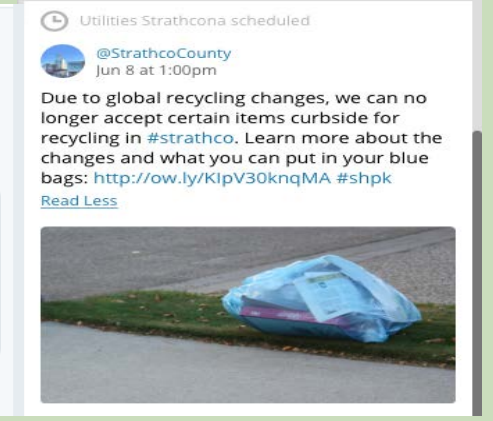 Utilities Strathcona scheduled
@StrathcoCounty
Jun 8 at 1:00pm
Due to global recycling changes, we can no
longer accept certain items curbside for
recycling in #strathco. Learn more about the
changes and what you can put in your blue
bags: http://ow.ly/KIpV30knqMA #shpk
Read Less